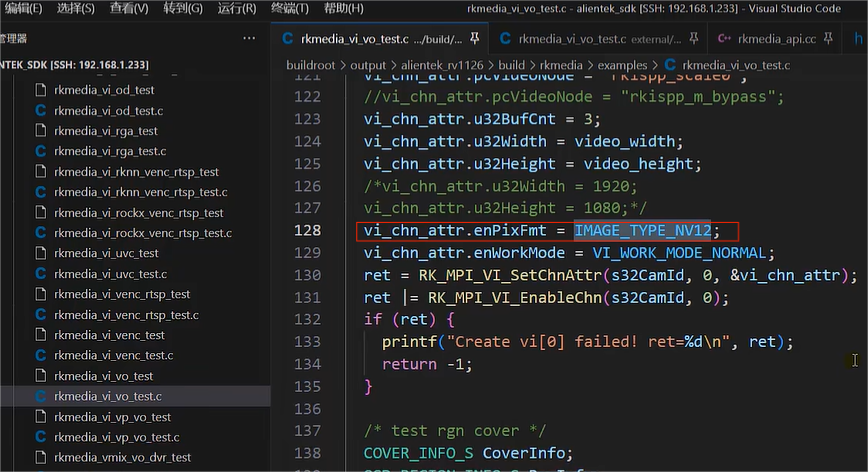 编辑(E) 选择(S) 查看(V) 转到(G) 运行(R) 终端(T) 帮助(H) rkmedia_vi_vo_test.c - alientek_sdk [SSH: 192.168.1.233] - Visual Studio Code
管理器 ···
NTEK_SDK [SSH: 192.168.1.233]
rkmedia_vi_od_test
rkmedia_vi_od_test.c
rkmedia_vi_rga_test
rkmedia_vi_rga_test.c
rkmedia_vi_rknn_venc_rtsp_test
rkmedia_vi_rknn_venc_rtsp_test.c
rkmedia_vi_rockx_venc_rtsp_test
rkmedia_vi_rockx_venc_rtsp_test.c
rkmedia_vi_uvc_test
rkmedia_vi_uvc_test.c
rkmedia_vi_venc_rtsp_test
rkmedia_vi_venc_rtsp_test.c
rkmedia_vi_venc_test
rkmedia_vi_venc_test.c
rkmedia_vi_vo_test
rkmedia_vi_vo_test.c
rkmedia_vi_vp_vo_test
rkmedia_vi_vp_vo_test.c
rkmedia_vmix_vo_dvr_test
C rkmedia_vi_vo_test.c .../build/... C rkmedia_vi_vo_test.c external/... C++ rkmedia_api.cc h
buildroot > output > alientek_rv1126 > build > rkmedia > examples > C rkmedia_vi_vo_test.c
121 vi_chn_attr.pcVideoNode = "rkispp_scale0";
122 //vi_chn_attr.pcVideoNode = "rkispp_m_bypass";
123 vi_chn_attr.u32BufCnt = 3;
124 vi_chn_attr.u32Width = video_width;
125 vi_chn_attr.u32Height = video_height;
126 /*vi_chn_attr.u32Width = 1920;
127 vi_chn_attr.u32Height = 1080;*/
128 vi_chn_attr.enPixFmt = IMAGE_TYPE_NV12;
129 vi_chn_attr.enWorkMode = VI_WORK_MODE_NORMAL;
130 ret = RK_MPI_VI_SetChnAttr(s32CamId, 0, &vi_chn_attr);
131 ret |= RK_MPI_VI_EnableChn(s32CamId, 0);
132 if (ret) {
133 printf("Create vi[0] failed! ret=%d\n", ret);
134 return -1;
135 }
136
137 /* test rgn cover */
138 COVER_INFO_S CoverInfo;